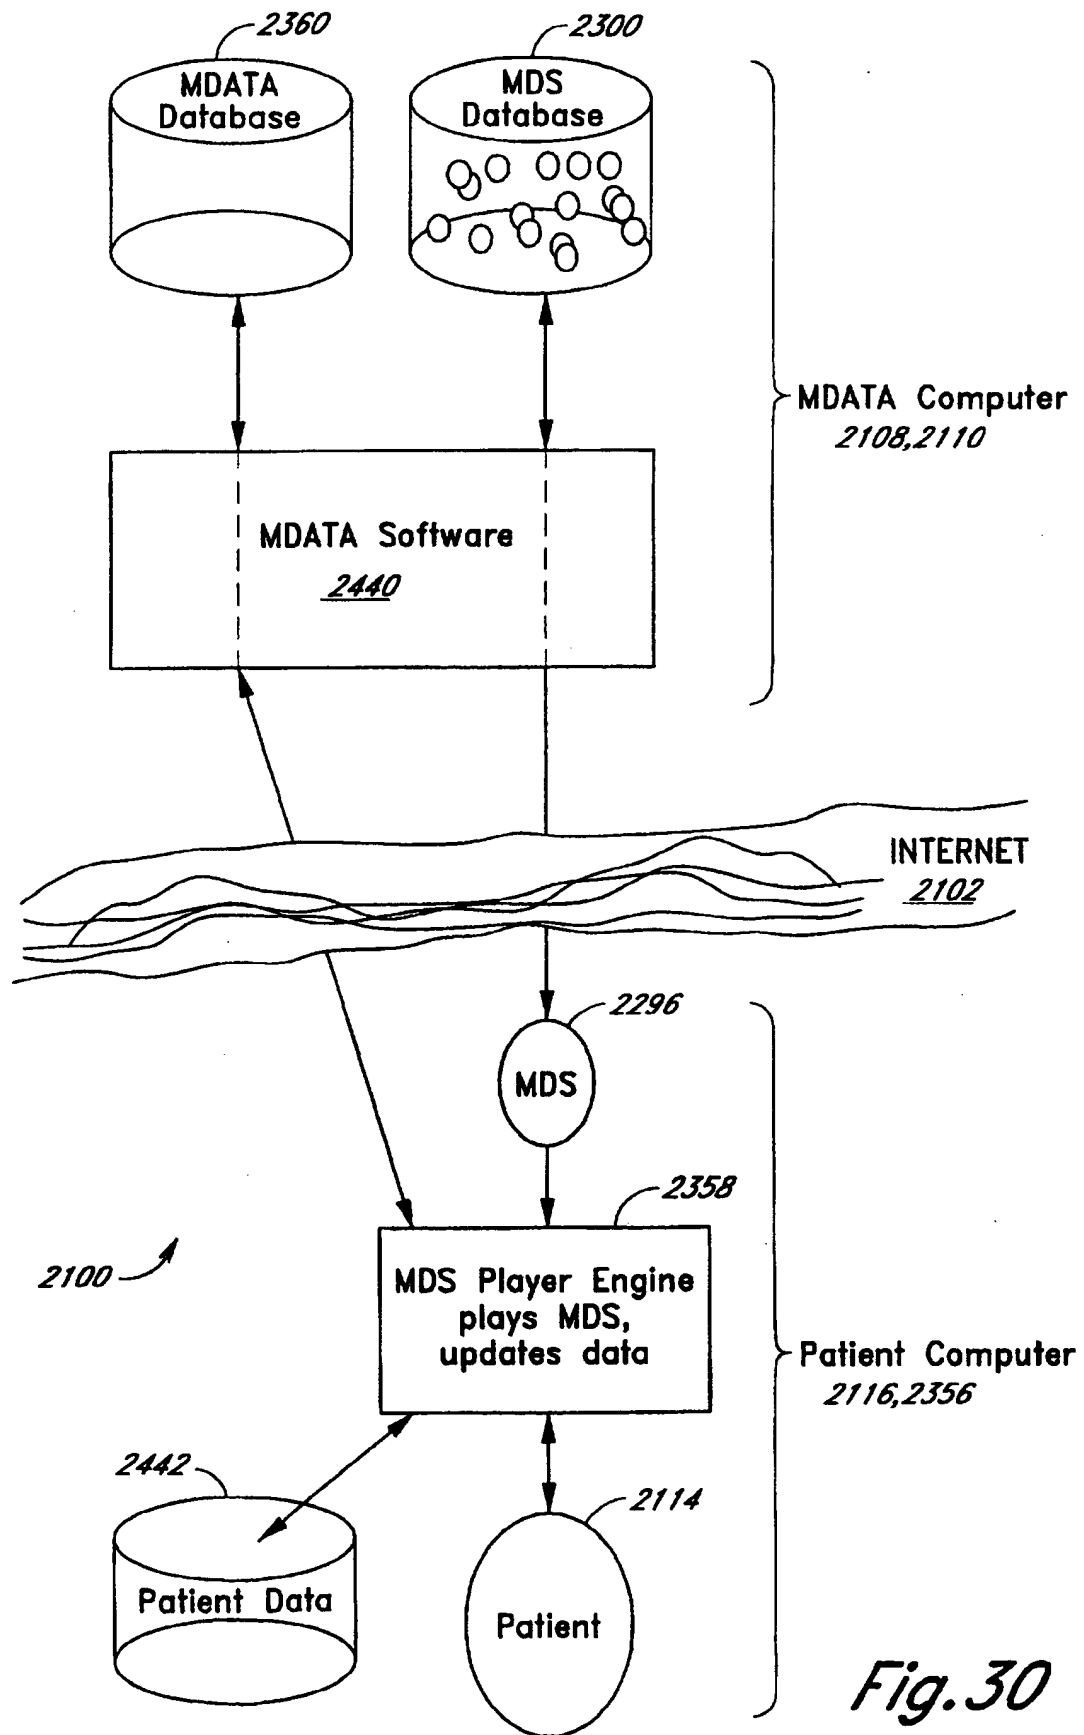 2360
2300
MDATA
Database
MDS
Database
MDATA Computer
2108,2110
MDATA Software
2440
INTERNET
2102
2296
MDS
2358
2100
MDS Player Engine
plays MDS,
updates data
Patient Computer
2116,2356
2442
2114
Patient Data
Patient
Fig.30